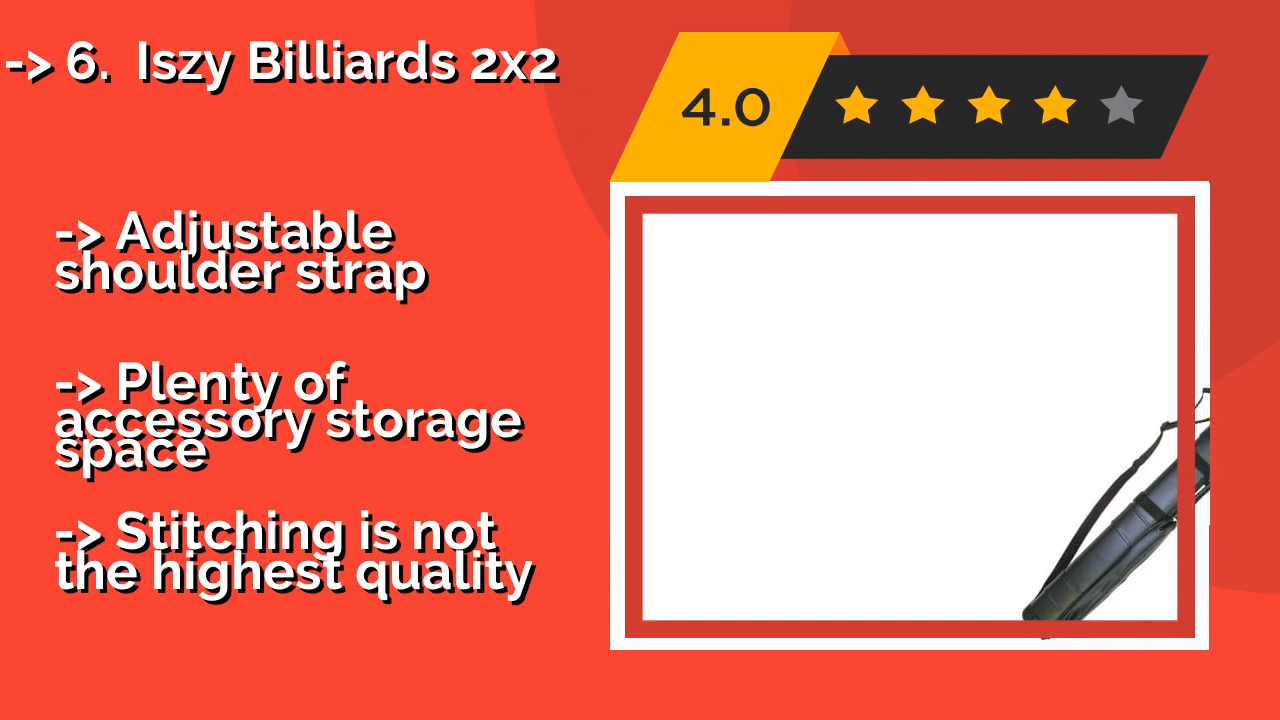 -> 6. Iszy Billiards 2x2
4.0
-> Adjustable
shoulder strap
-> Plenty of
accessory storage
space
-> Stitching is not
the highest quality